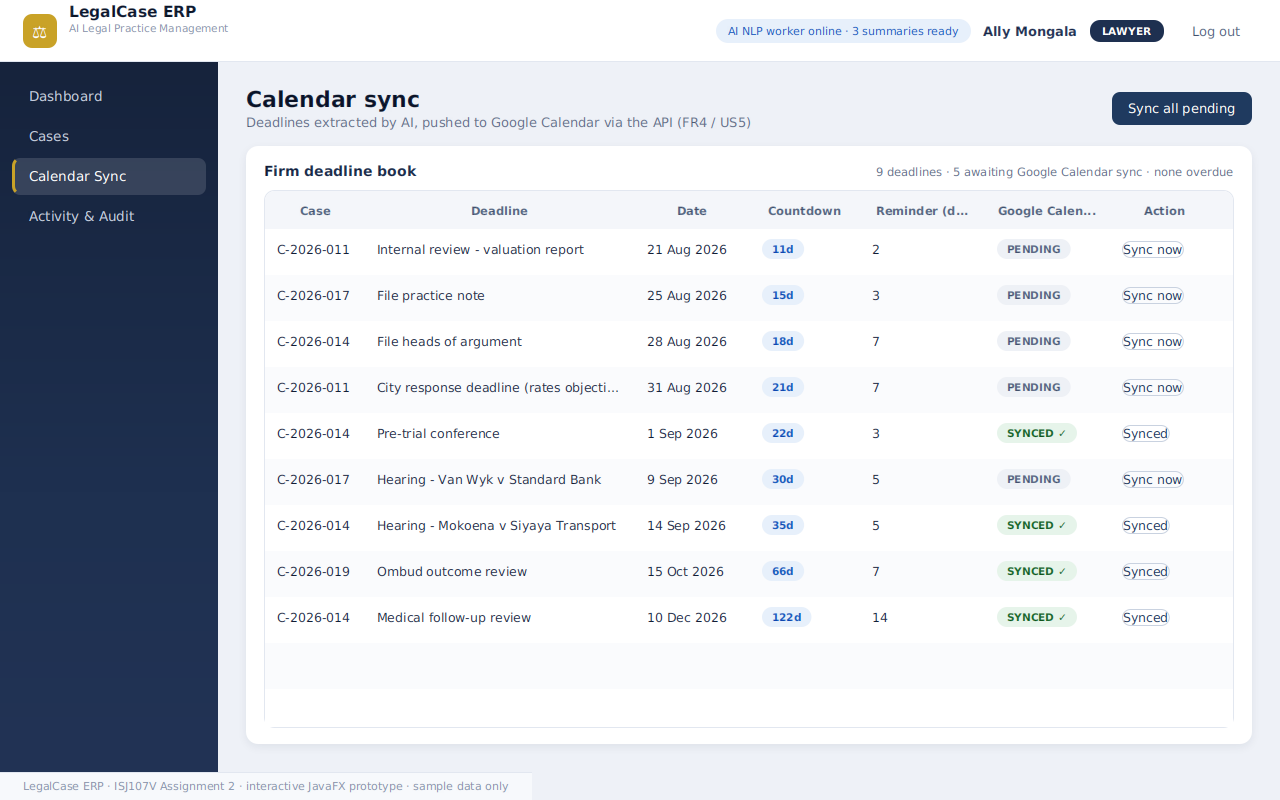 LegalCase ERP
AI Legal Practice Management
AI NLP worker online · 3 summaries ready
Ally Mongala
LAWYER
Log out
Dashboard
Cases
Calendar Sync
Activity & Audit
Calendar sync
Deadlines extracted by AI, pushed to Google Calendar via the API (FR4 / US5)
Sync all pending
Firm deadline book
9 deadlines · 5 awaiting Google Calendar sync · none overdue
Case Deadline Date Countdown Reminder (d... Google Calen... Action
C-2026-011 Internal review - valuation report 21 Aug 2026 11d 2 PENDING Sync now
C-2026-017 File practice note 25 Aug 2026 15d 3 PENDING Sync now
C-2026-014 File heads of argument 28 Aug 2026 18d 7 PENDING Sync now
C-2026-011 City response deadline (rates objecti... 31 Aug 2026 21d 7 PENDING Sync now
C-2026-014 Pre-trial conference 1 Sep 2026 22d 3 SYNCED ✓ Synced
C-2026-017 Hearing - Van Wyk v Standard Bank 9 Sep 2026 30d 5 PENDING Sync now
C-2026-014 Hearing - Mokoena v Siyaya Transport 14 Sep 2026 35d 5 SYNCED ✓ Synced
C-2026-019 Ombud outcome review 15 Oct 2026 66d 7 SYNCED ✓ Synced
C-2026-014 Medical follow-up review 10 Dec 2026 122d 14 SYNCED ✓ Synced
LegalCase ERP · ISJ107V Assignment 2 · interactive JavaFX prototype · sample data only